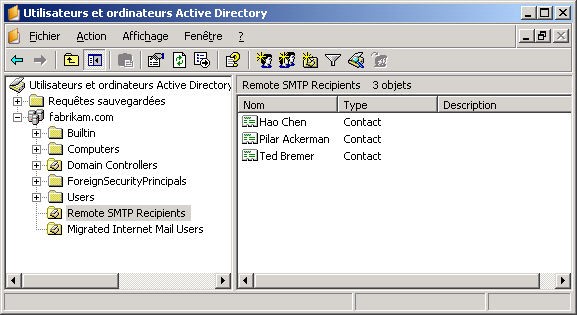 Utilisateurs et ordinateurs Active Directory
Fichier Action Affichage Fenêtre ?
Utilisateurs et ordinateurs Active Directory
Requêtes sauvegardées
fabrikam.com
Builtin
Computers
Domain Controllers
ForeignSecurityPrincipals
Users
Remote SMTP Recipients
Migrated Internet Mail Users
Remote SMTP Recipients 3 objets
Nom Type Description
Hao Chen Contact
Pilar Ackerman Contact
Ted Bremer Contact